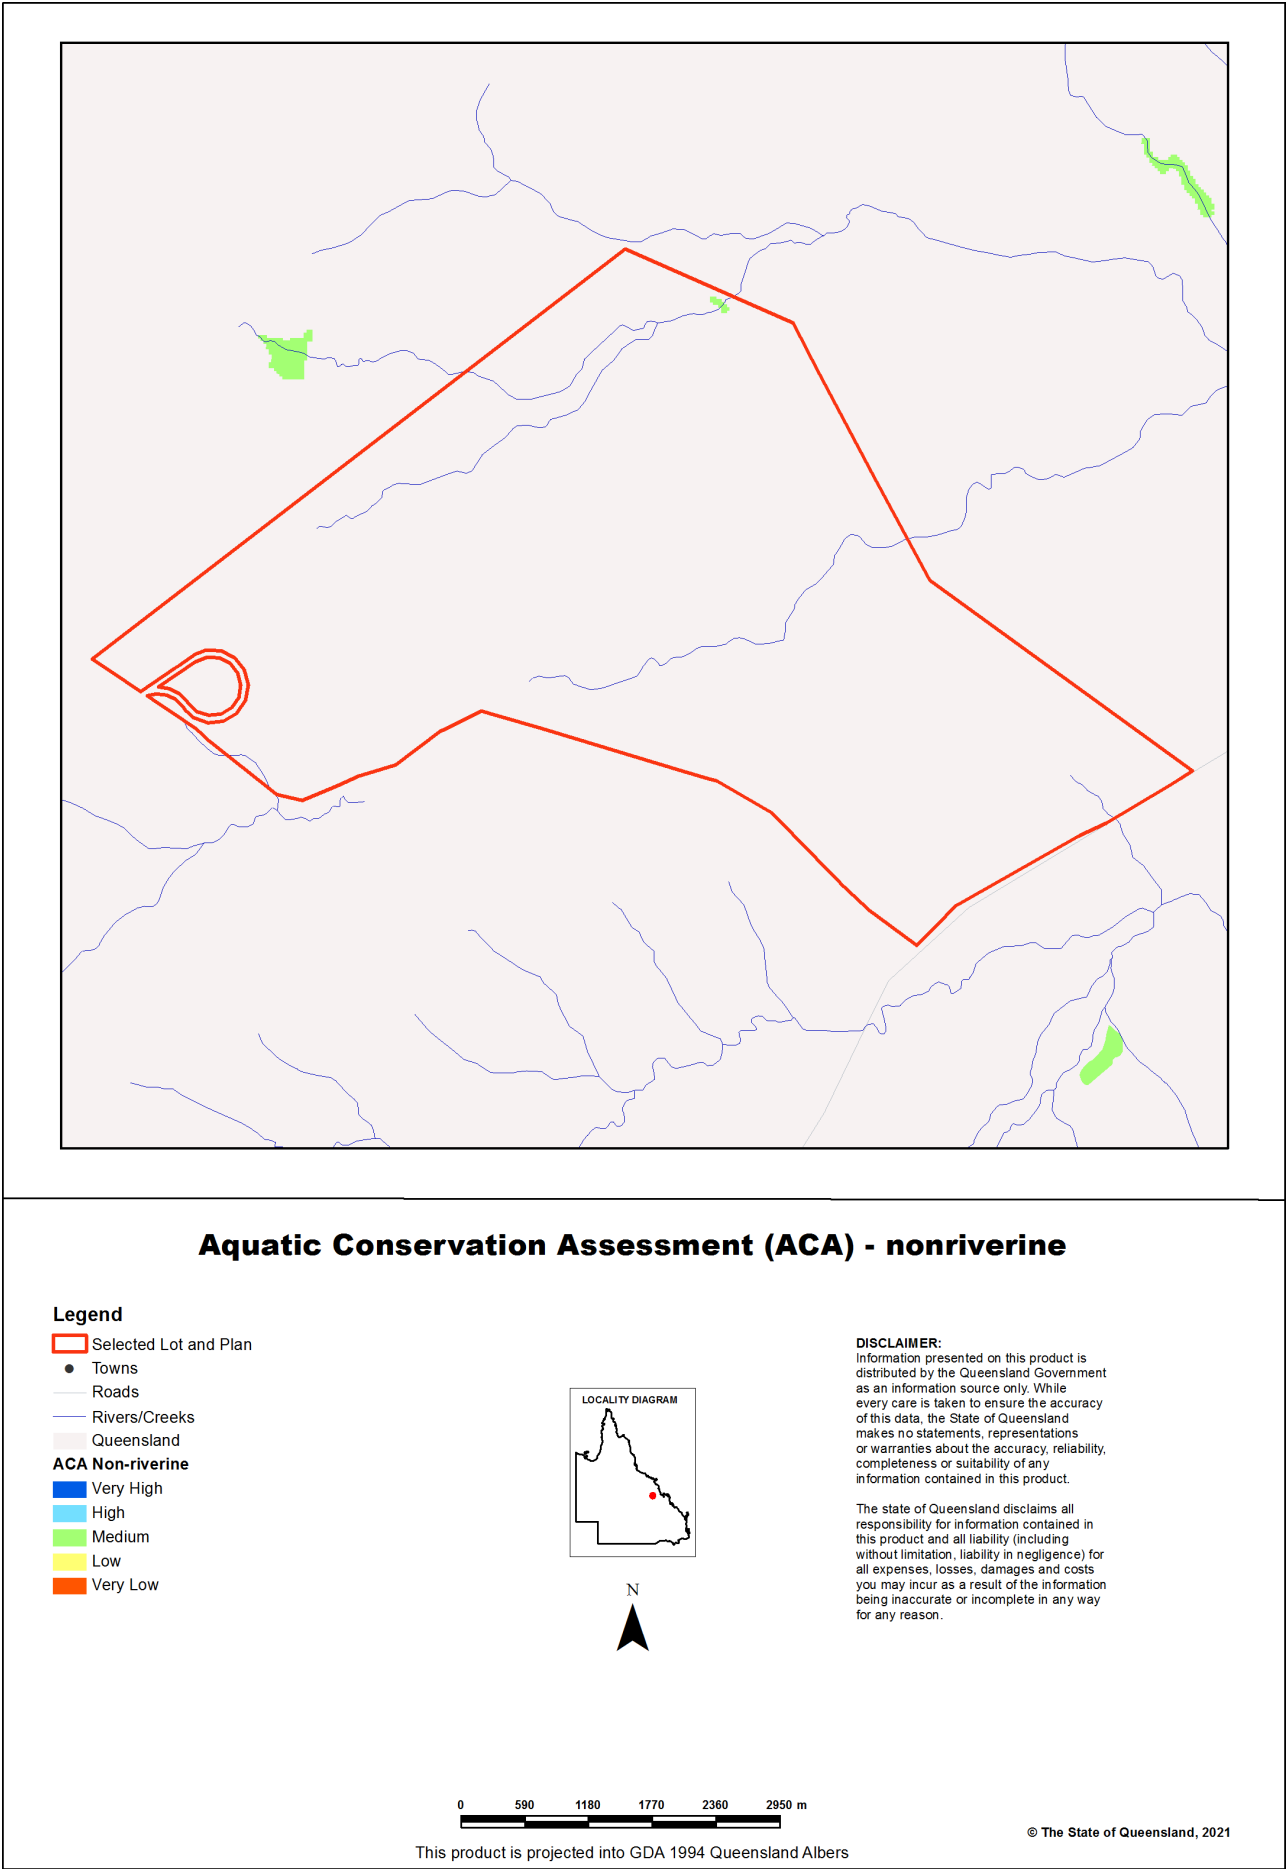 Aquatic Conservation Assessment (ACA) - nonriverine
Legend
Selected Lot and Plan
Towns
Roads
Rivers/Creeks
Queensland
ACA Non-riverine
Very High
High
Medium
Low
Very Low
LOCALITY DIAGRAM
N
DISCLAIMER:
Information presented on this product is
distributed by the Queensland Government
as an information source only. While
every care is taken to ensure the accuracy
of this data, the State of Queensland
makes no statements, representations
or warranties about the accuracy, reliability,
completeness or suitability of any
information contained in this product.
The state of Queensland disclaims all
responsibility for information contained in
this product and all liability (including
without limitation, liability in negligence) for
all expenses, losses, damages and costs
you may incur as a result of the information
being inaccurate or incomplete in any way
for any reason.
0 590 1180 1770 2360 2950 m
This product is projected into GDA 1994 Queensland Albers
© The State of Queensland, 2021